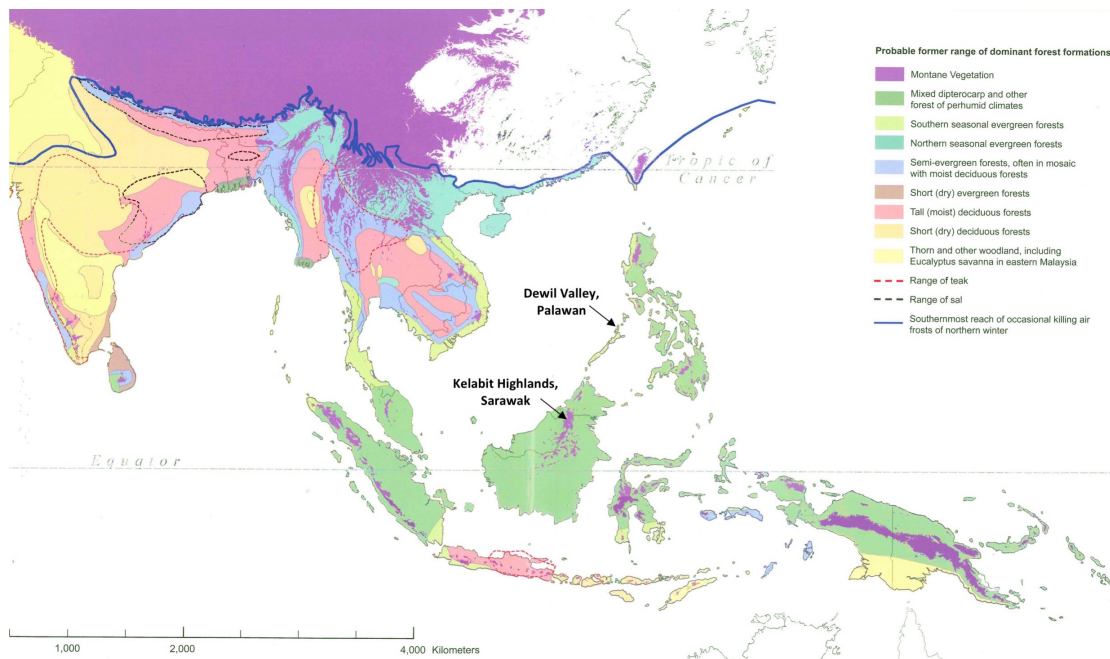 Probable former range of dominant forest formations
Montane Vegetation
Mixed dipterocarp and other
forest of perhumid climates
Southern seasonal evergreen forests
Northern seasonal evergreen forests
Semi-evergreen forests, often in mosaic
with moist deciduous forests
Short (dry) evergreen forests
Tall (moist) deciduous forests
Short (dry) deciduous forests
Thorn and other woodland, including
Eucalyptus savanna in eastern Malaysia
Range of teak
Range of sal
Southernmost reach of occasional killing air
frosts of northern winter
Tropic of
Cancer
Dewil Valley,
Palawan
Kelabit Highlands,
Sarawak
Equator
1,000
2,000
4,000 Kilometers